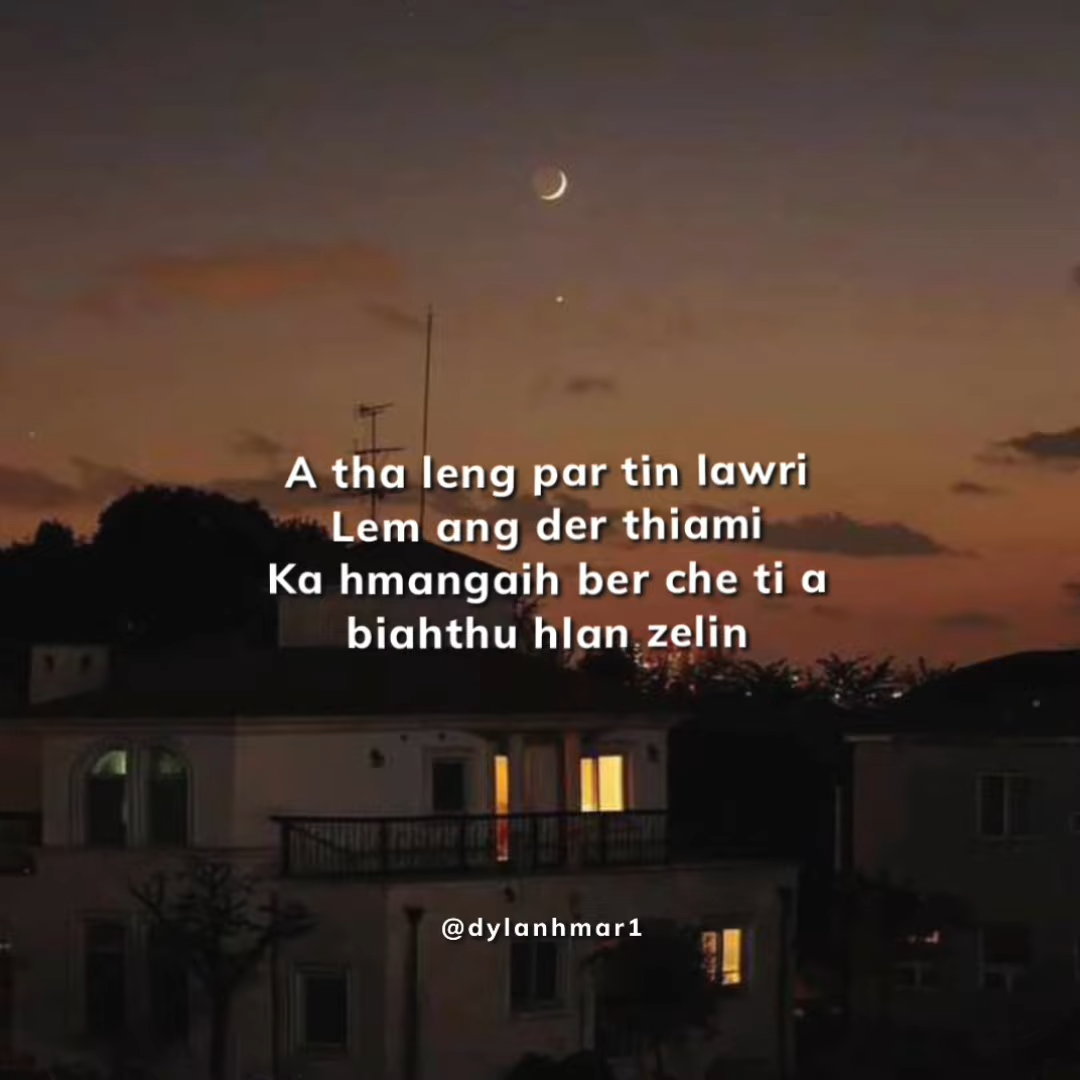 A tha leng par tin lawri
Lem ang der thiami
Ka hmangaih ber che ti a
biahthu hlan zelin
@dylanhmar1